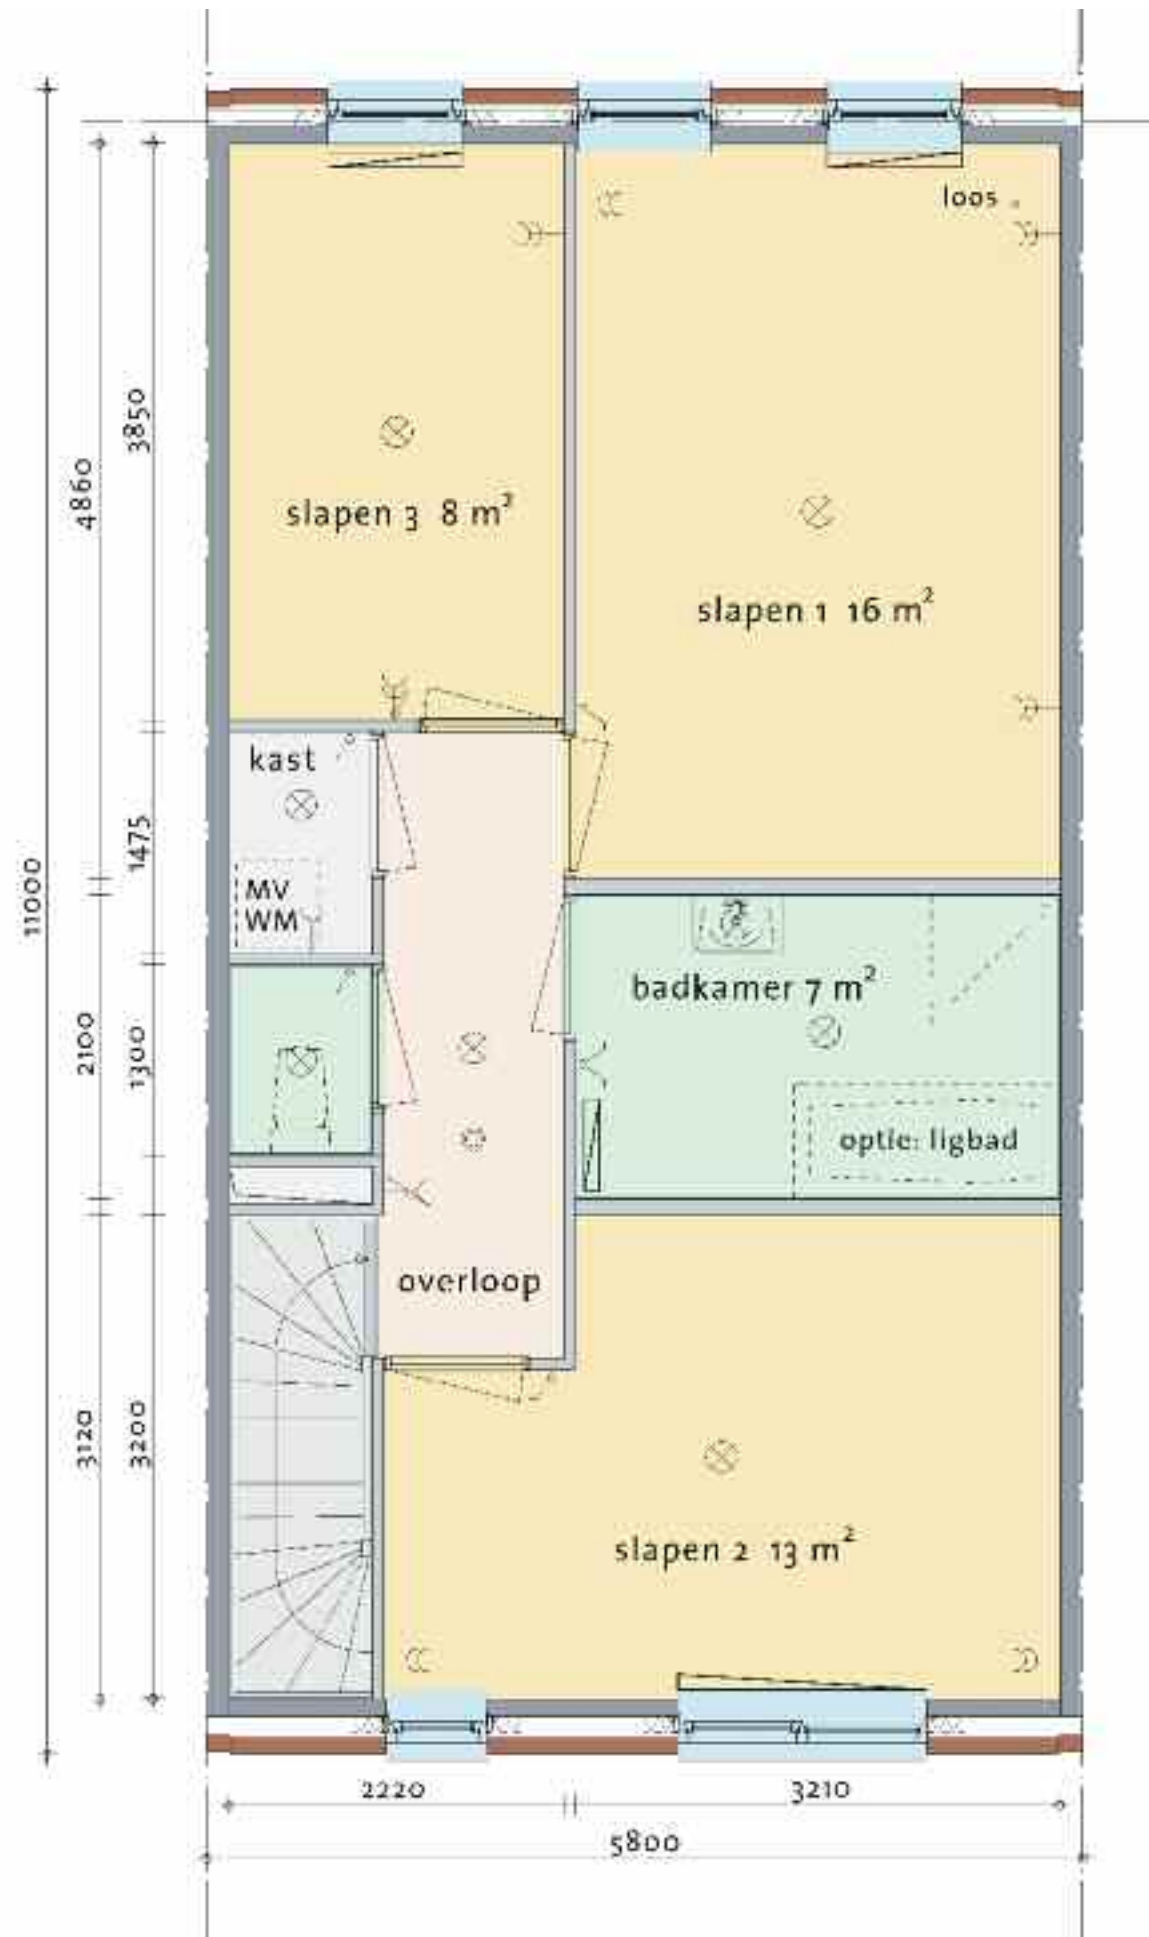 loos
3850
4860
slapen 3 8 m²
slapen 1 16 m²
kast
1475
MV
WM
11000
badkamer 7 m²
2100
1300
optie: ligbad
overloop
3120
3200
slapen 2 13 m²
2220
3210
5800